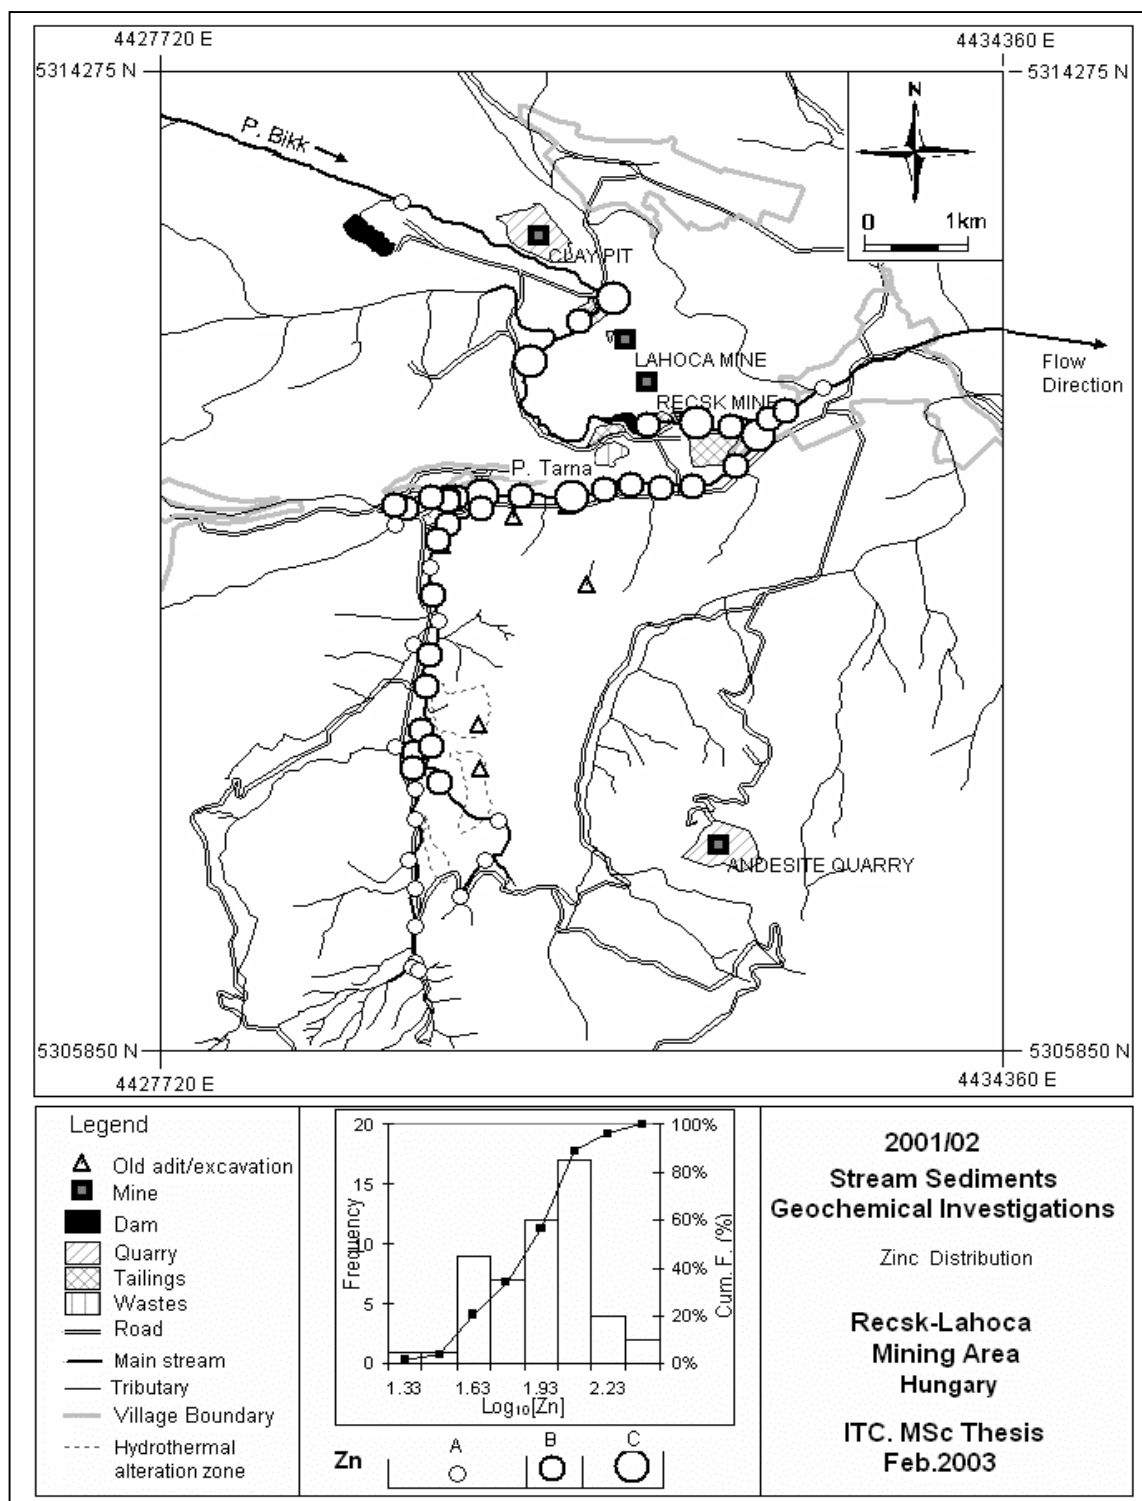 4427720 E
4434360 E
5314275 N
5314275 N
P. Bikk
N
0 1km
CLAY PIT
LAHOCA MINE
Flow
Direction
RECSK MINE
P. Tarna
ANDESITE QUARRY
5305850 N
5305850 N
4427720 E
4434360 E
Legend
Old adit/excavation
Mine
Dam
Quarry
Tailings
Wastes
Road
Main stream
Tributary
Village Boundary
Hydrothermal
alteration zone
20
15
10
5
0
Frequency
100%
80%
60%
40%
20%
0%
Cum. F. (%)
1.33 1.63 1.93 2.23
Log₁₀[Zn]
Zn
A B C
2001/02
Stream Sediments
Geochemical Investigations
Zinc Distribution
Recsk-Lahoca
Mining Area
Hungary
ITC. MSc Thesis
Feb.2003